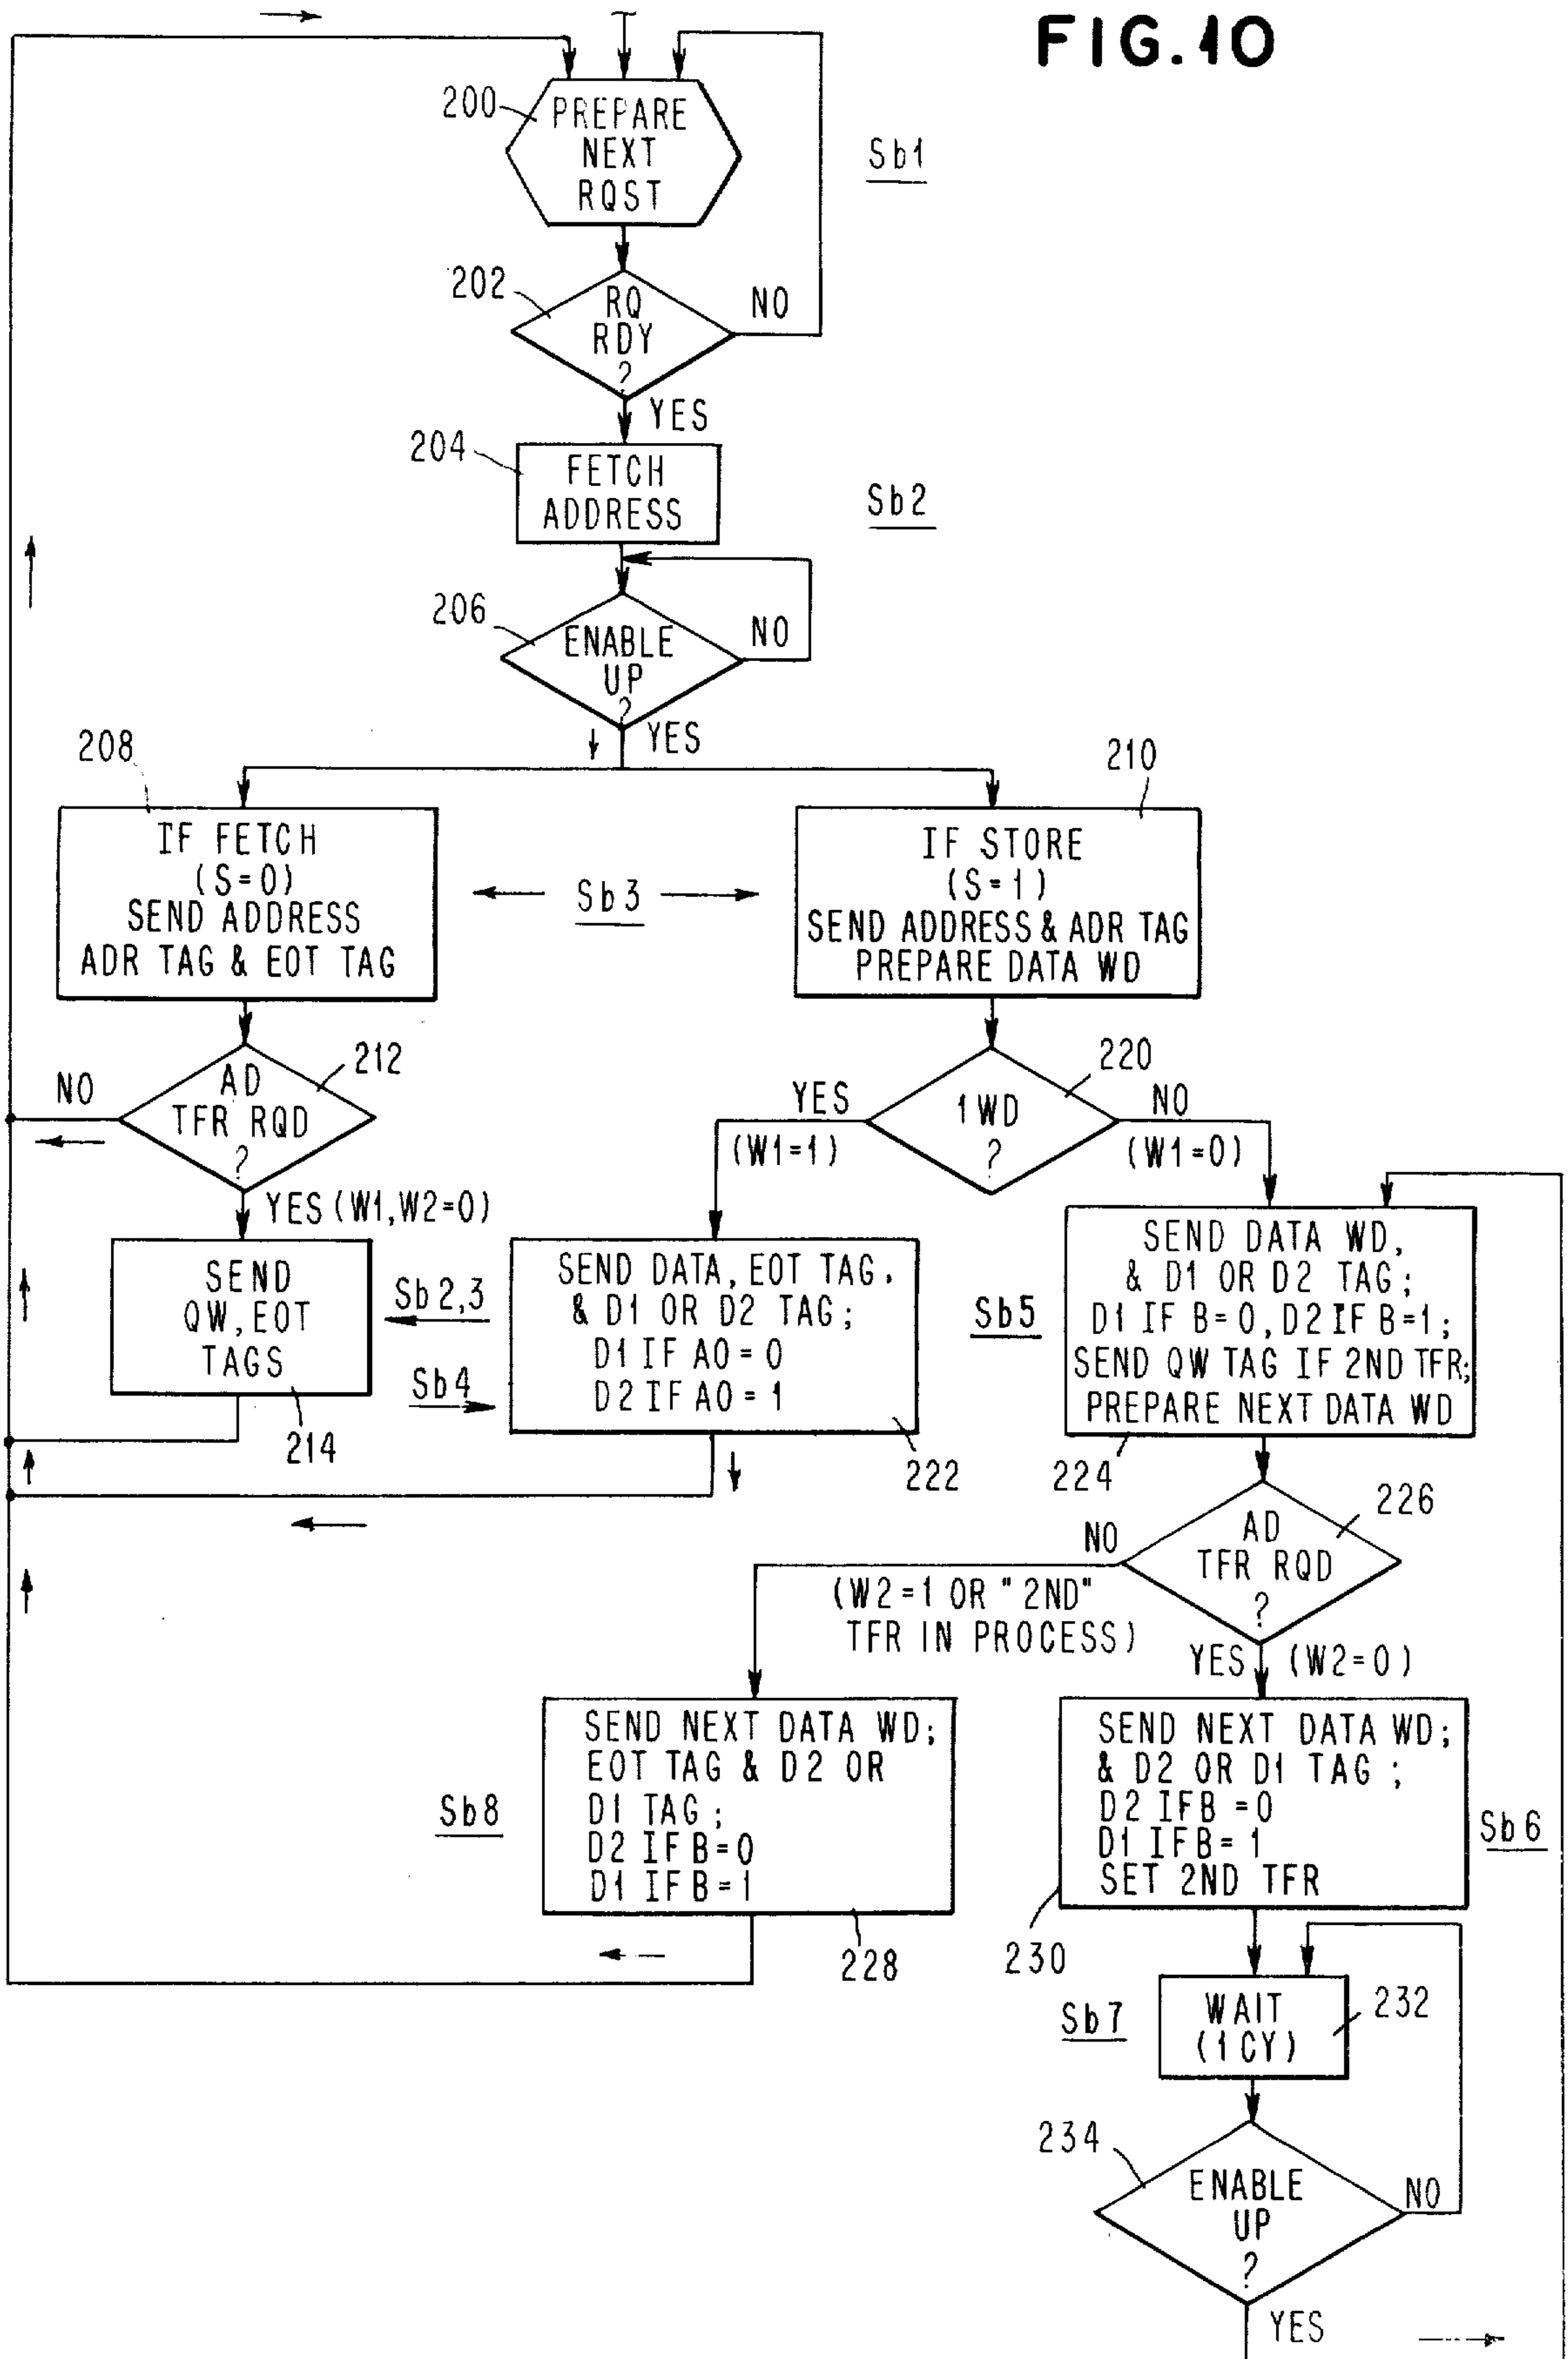 FIG.10
200
PREPARE
NEXT
RQST
Sb1
202
RQ
RDY
?
NO
YES
204
FETCH
ADDRESS
Sb2
206
ENABLE
UP
?
NO
YES
208
IF FETCH
(S=0)
SEND ADDRESS
ADR TAG & EOT TAG
Sb3
210
IF STORE
(S=1)
SEND ADDRESS & ADR TAG
PREPARE DATA WD
212
AD
TFR RQD
?
NO
YES (W1,W2=0)
220
1WD
?
YES
(W1=1)
NO
(W1=0)
SEND
QW, EOT
TAGS
214
Sb2,3
Sb4
SEND DATA, EOT TAG.
& D1 OR D2 TAG;
D1 IF A0 = 0
D2 IF A0 = 1
222
Sb5
SEND DATA WD,
& D1 OR D2 TAG;
D1 IF B=0, D2 IF B=1;
SEND QW TAG IF 2ND TFR;
PREPARE NEXT DATA WD
224
226
AD
TFR RQD
?
NO
(W2=1 OR "2ND"
TFR IN PROCESS)
YES (W2=0)
Sb8
SEND NEXT DATA WD;
EOT TAG & D2 OR
D1 TAG;
D2 IF B=0
D1 IF B=1
228
SEND NEXT DATA WD;
& D2 OR D1 TAG;
D2 IFB =0
D1 IFB= 1
SET 2ND TFR
Sb6
230
Sb7
WAIT
(1CY)
232
234
ENABLE
UP
?
NO
YES